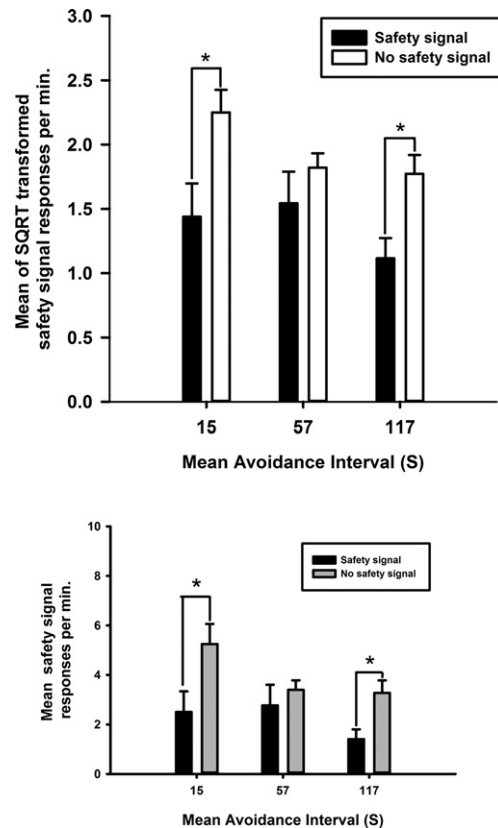 3.0
Safety signal
No safety signal
2.5
*
2.0
*
1.5
1.0
0.5
0.0
Mean of SQRT transformed
safety signal responses per min.
15 57 117
Mean Avoidance Interval (S)
10
Safety signal
No safety signal
8
*
6
*
4
2
0
Mean safety signal
responses per min.
15 57 117
Mean Avoidance Interval (S)